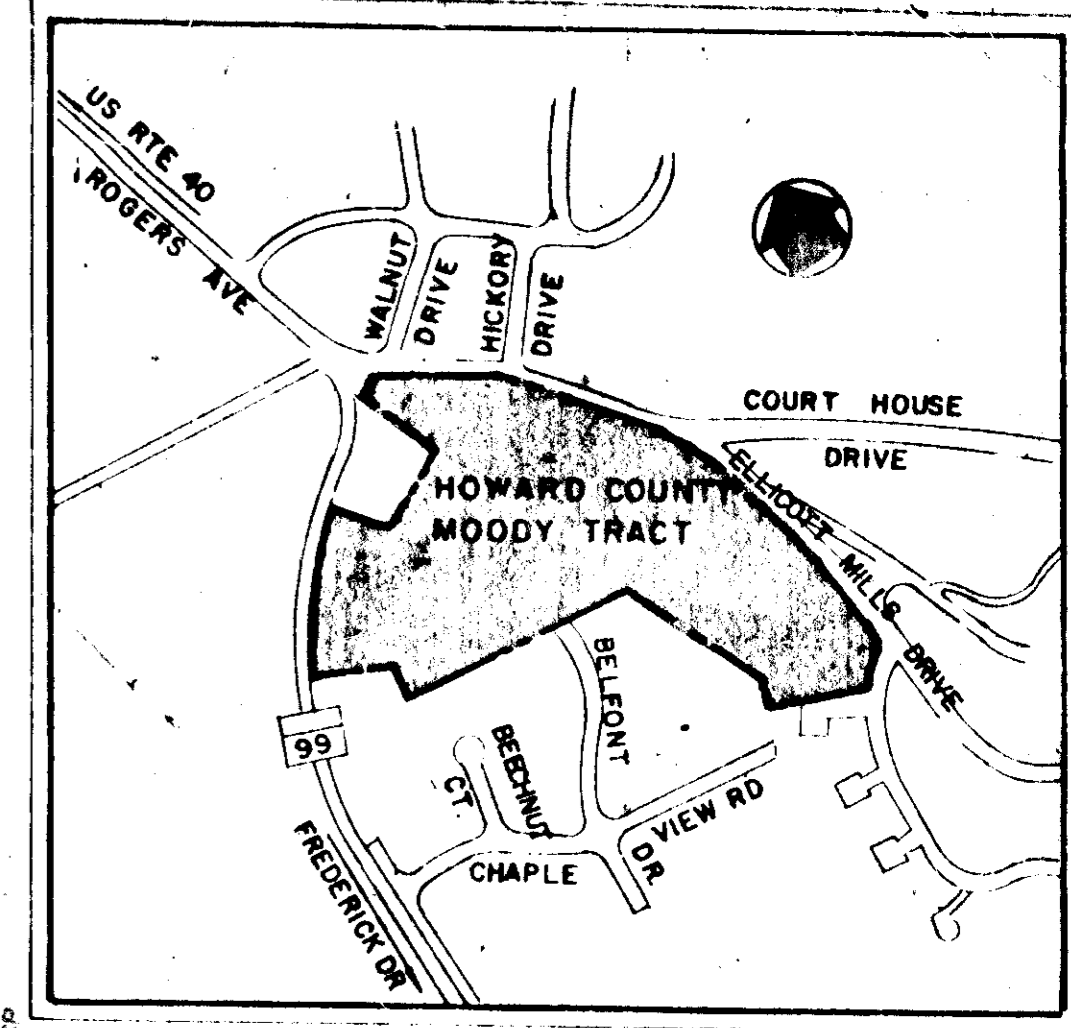 US RTE 40
ROGERS AVE
WALNUT
DRIVE
HICKORY
DRIVE
COURT HOUSE
DRIVE
ELLICOTT MILLS DRIVE
HOWARD COUNTY
MOODY TRACT
BELFONT
DR
99
BEECHNUT
CT
CHAPLE
VIEW RD
FREDERICK DR